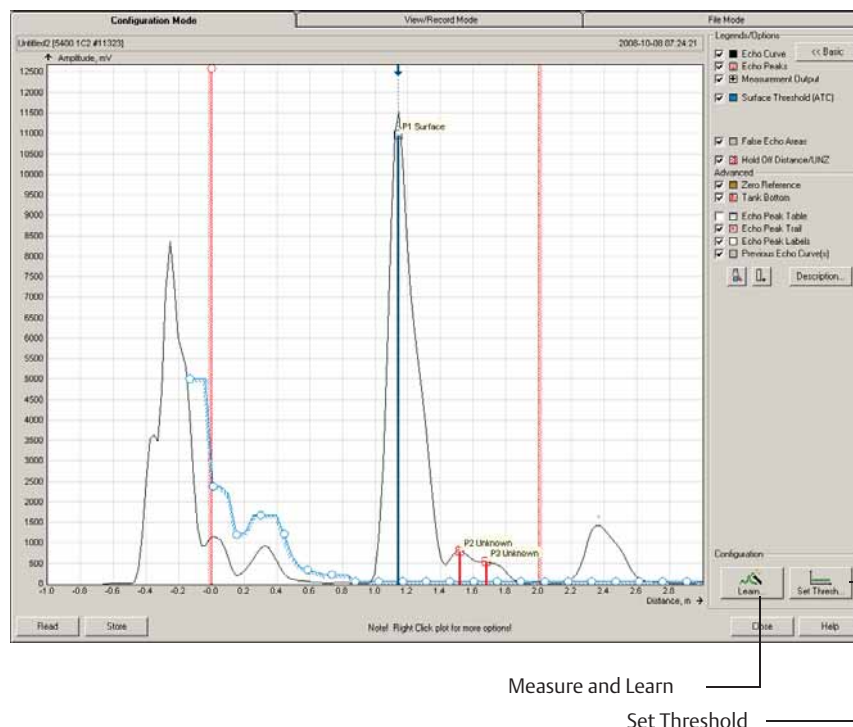 Configuration Mode
View/Record Mode
File Mode
Untitled2 [5400 1C2 #11323]
2008-10-08 07:24:21
Amplitude, mV
12500
12000
11500
11000
10500
10000
9500
9000
8500
8000
7500
7000
6500
6000
5500
5000
4500
4000
3500
3000
2500
2000
1500
1000
500
0
P1 Surface
P2 Unknown
P3 Unknown
-1.0 -0.8 -0.6 -0.4 -0.2 -0.0 0.2 0.4 0.6 0.8 1.0 1.2 1.4 1.6 1.8 2.0 2.2 2.4 2.6 2.8
Distance, m
Legends/Options
<< Basic
Echo Curve
Echo Peaks
Measurement Output
Surface Threshold (ATC)
False Echo Areas
Hold Off Distance/UNZ
Advanced
Zero Reference
Tank Bottom
Echo Peak Table
Echo Peak Trail
Echo Peak Labels
Previous Echo Curve(s)
Description...
Configuration
Learn...
Set Thresh...
Read
Store
Note! Right Click plot for more options!
Close
Help
Measure and Learn
Set Threshold